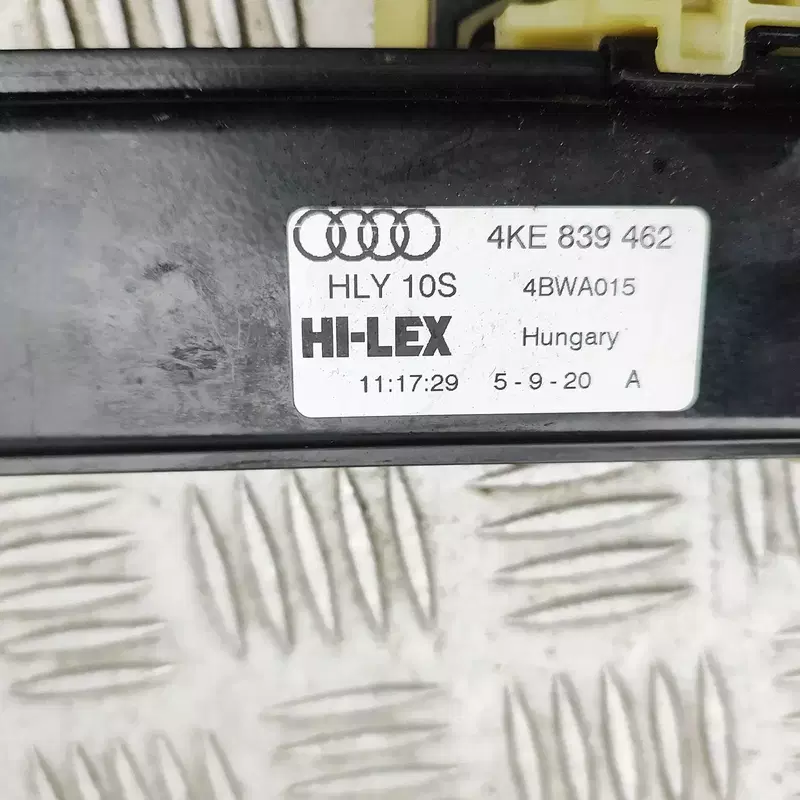 4KE 839 462
HLY 10S 4BWA015
HI-LEX Hungary
11:17:29 5-9-20 A